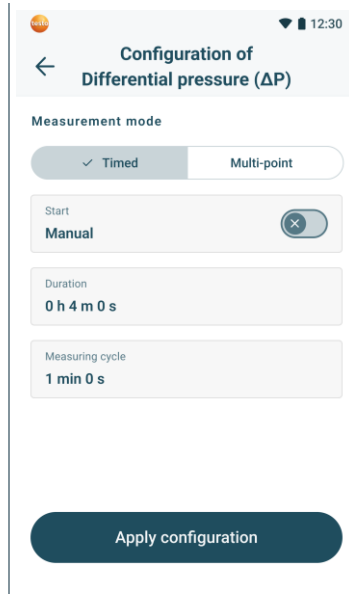 testo
12:30
Configuration of
Differential pressure (ΔP)
Measurement mode
Timed
Multi-point
Start
Manual
Duration
0 h 4 m 0 s
Measuring cycle
1 min 0 s
Apply configuration